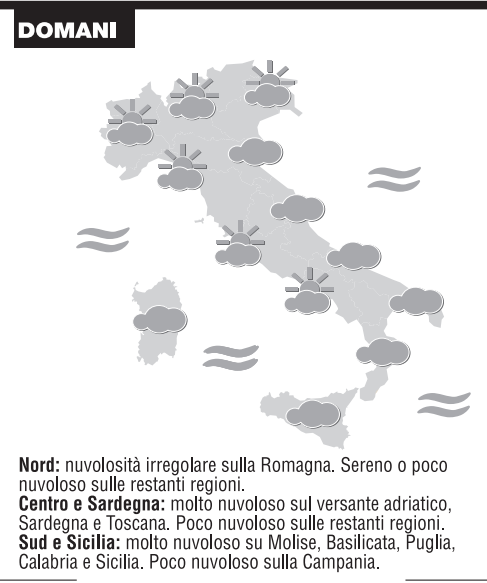 DOMANI
Nord: nuvolosità irregolare sulla Romagna. Sereno o poco
nuvoloso sulle restanti regioni.
Centro e Sardegna: molto nuvoloso sul versante adriatico,
Sardegna e Toscana. Poco nuvoloso sulle restanti regioni.
Sud e Sicilia: molto nuvoloso su Molise, Basilicata, Puglia,
Calabria e Sicilia. Poco nuvoloso sulla Campania.